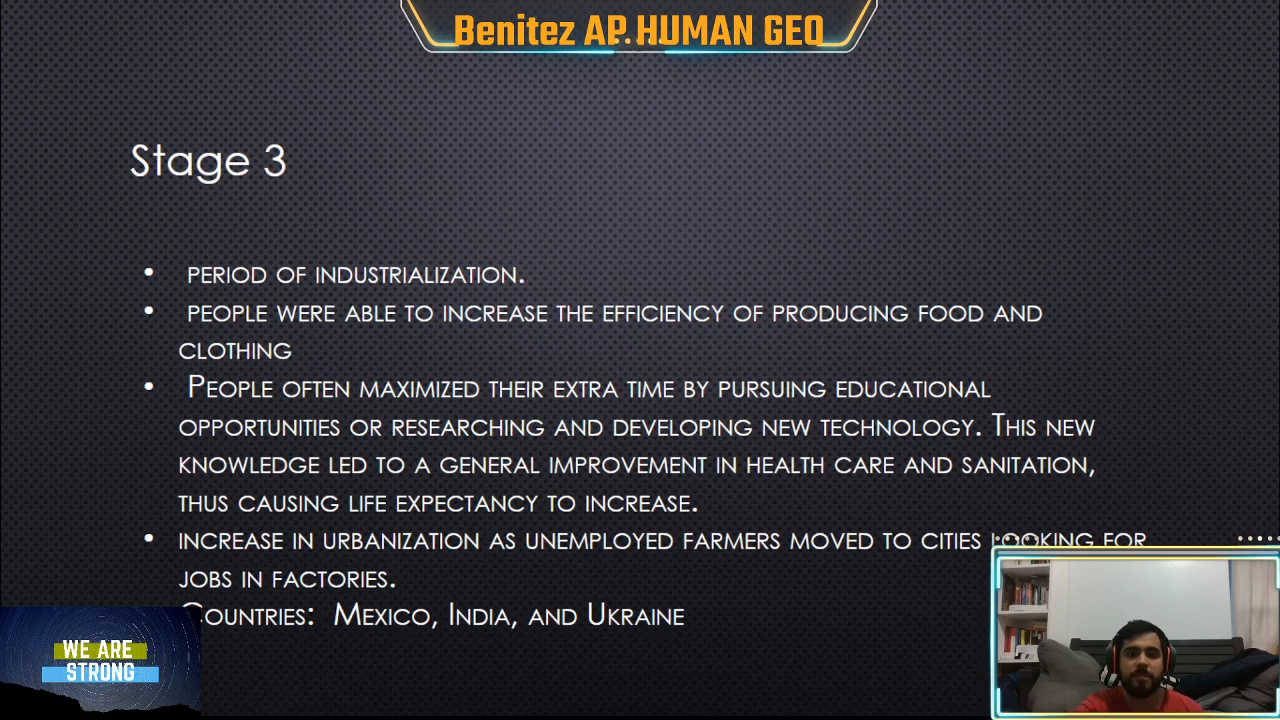 Benitez AP HUMAN GEO
Stage 3
• PERIOD OF INDUSTRIALIZATION.
• PEOPLE WERE ABLE TO INCREASE THE EFFICIENCY OF PRODUCING FOOD AND
CLOTHING
• PEOPLE OFTEN MAXIMIZED THEIR EXTRA TIME BY PURSUING EDUCATIONAL
OPPORTUNITIES OR RESEARCHING AND DEVELOPING NEW TECHNOLOGY. THIS NEW
KNOWLEDGE LED TO A GENERAL IMPROVEMENT IN HEALTH CARE AND SANITATION,
THUS CAUSING LIFE EXPECTANCY TO INCREASE.
• INCREASE IN URBANIZATION AS UNEMPLOYED FARMERS MOVED TO CITIES LOOKING FOR
JOBS IN FACTORIES.
COUNTRIES: MEXICO, INDIA, AND UKRAINE
WE ARE
STRONG